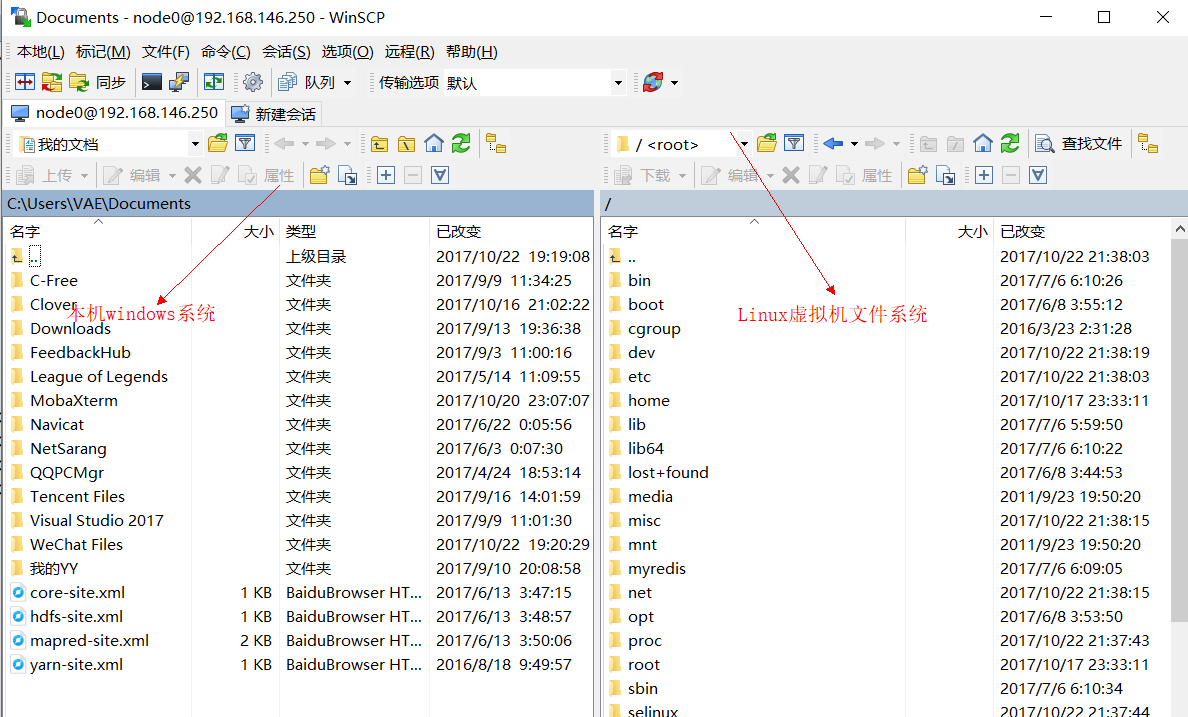 Documents - node0@192.168.146.250 - WinSCP
本地(L) 标记(M) 文件(F) 命令(C) 会话(S) 选项(O) 远程(R) 帮助(H)
同步 队列 传输选项 默认
node0@192.168.146.250 新建会话
我的文档 / <root> 查找文件
上传 编辑 属性 下载 编辑 属性
C:\Users\VAE\Documents /
名字 大小 类型 已改变 名字 大小 已改变
.. 上级目录 2017/10/22 19:19:08 .. 2017/10/22 21:38:03
C-Free 文件夹 2017/9/9 11:34:25 bin 2017/7/6 6:10:26
Clover 文件夹 2017/10/16 21:02:22 boot 2017/6/8 3:55:12
本机windows系统 Linux虚拟机文件系统
Downloads 文件夹 2017/9/13 19:36:38 cgroup 2016/3/23 2:31:28
FeedbackHub 文件夹 2017/9/3 11:00:16 dev 2017/10/22 21:38:19
League of Legends 文件夹 2017/5/14 11:09:55 etc 2017/10/22 21:38:03
MobaXterm 文件夹 2017/10/20 23:07:07 home 2017/10/17 23:33:11
Navicat 文件夹 2017/6/22 0:05:56 lib 2017/7/6 5:59:50
NetSarang 文件夹 2017/6/3 0:07:30 lib64 2017/7/6 6:10:22
QQPCMgr 文件夹 2017/4/24 18:53:14 lost+found 2017/6/8 3:44:53
Tencent Files 文件夹 2017/9/16 14:01:59 media 2011/9/23 19:50:20
Visual Studio 2017 文件夹 2017/9/9 11:01:30 misc 2017/10/22 21:38:15
WeChat Files 文件夹 2017/10/22 19:20:29 mnt 2011/9/23 19:50:20
我的YY 文件夹 2017/9/10 20:08:58 myredis 2017/7/6 6:09:05
core-site.xml 1 KB BaiduBrowser HT... 2017/6/13 3:47:15 net 2017/10/22 21:38:15
hdfs-site.xml 1 KB BaiduBrowser HT... 2017/6/13 3:48:57 opt 2017/6/8 3:53:50
mapred-site.xml 2 KB BaiduBrowser HT... 2017/6/13 3:50:06 proc 2017/10/22 21:37:43
yarn-site.xml 1 KB BaiduBrowser HT... 2016/8/18 9:49:57 root 2017/10/17 23:33:11
sbin 2017/7/6 6:10:34
selinux 2017/10/22 21:37:44